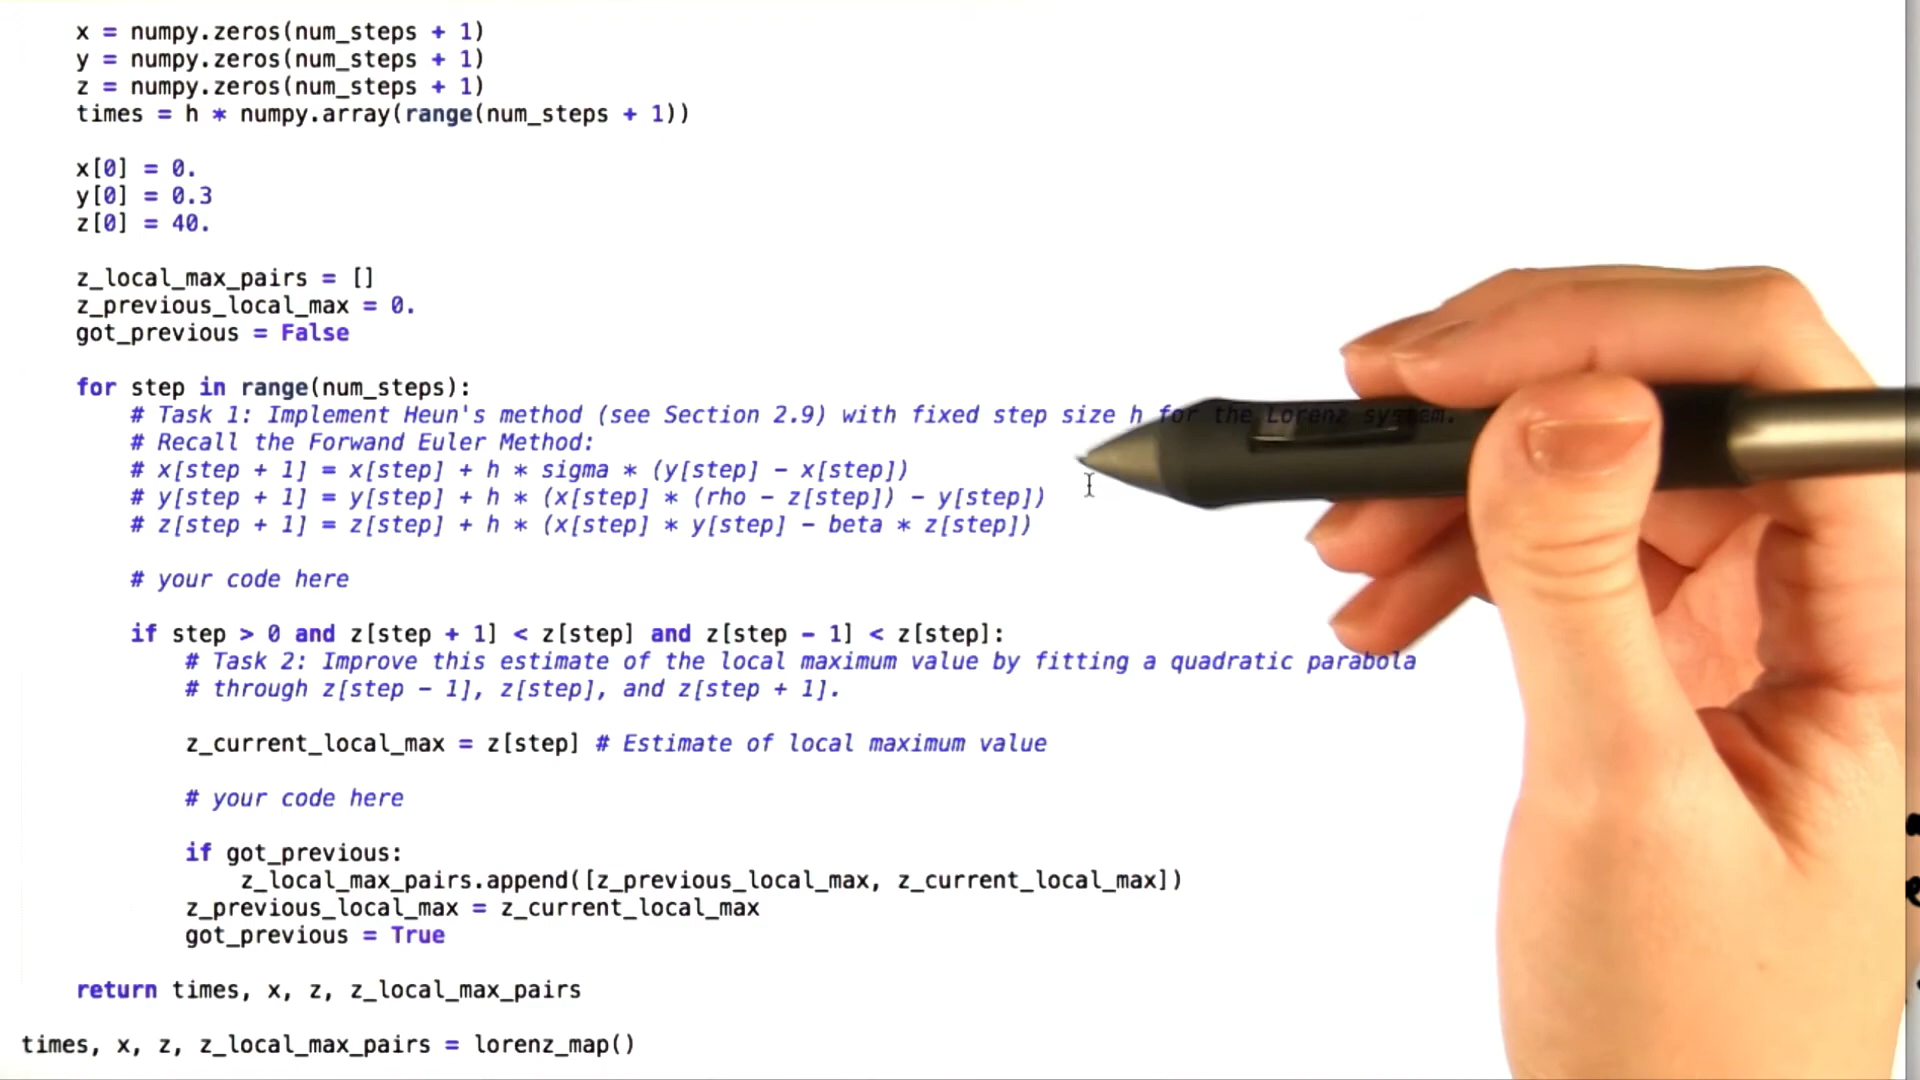 x = numpy.zeros(num_steps + 1)
y = numpy.zeros(num_steps + 1)
z = numpy.zeros(num_steps + 1)
times = h * numpy.array(range(num_steps + 1))
x[0] = 0.
y[0] = 0.3
z[0] = 40.
z_local_max_pairs = []
z_previous_local_max = 0.
got_previous = False
for step in range(num_steps):
# Task 1: Implement Heun's method (see Section 2.9) with fixed step size h for the Lorenz system.
# Recall the Forwand Euler Method:
# x[step + 1] = x[step] + h * sigma * (y[step] - x[step])
# y[step + 1] = y[step] + h * (x[step] * (rho - z[step]) - y[step])
# z[step + 1] = z[step] + h * (x[step] * y[step] - beta * z[step])
# your code here
if step > 0 and z[step + 1] < z[step] and z[step - 1] < z[step]:
# Task 2: Improve this estimate of the local maximum value by fitting a quadratic parabola
# through z[step - 1], z[step], and z[step + 1].
z_current_local_max = z[step] # Estimate of local maximum value
# your code here
if got_previous:
z_local_max_pairs.append([z_previous_local_max, z_current_local_max])
z_previous_local_max = z_current_local_max
got_previous = True
return times, x, z, z_local_max_pairs
times, x, z, z_local_max_pairs = lorenz_map()